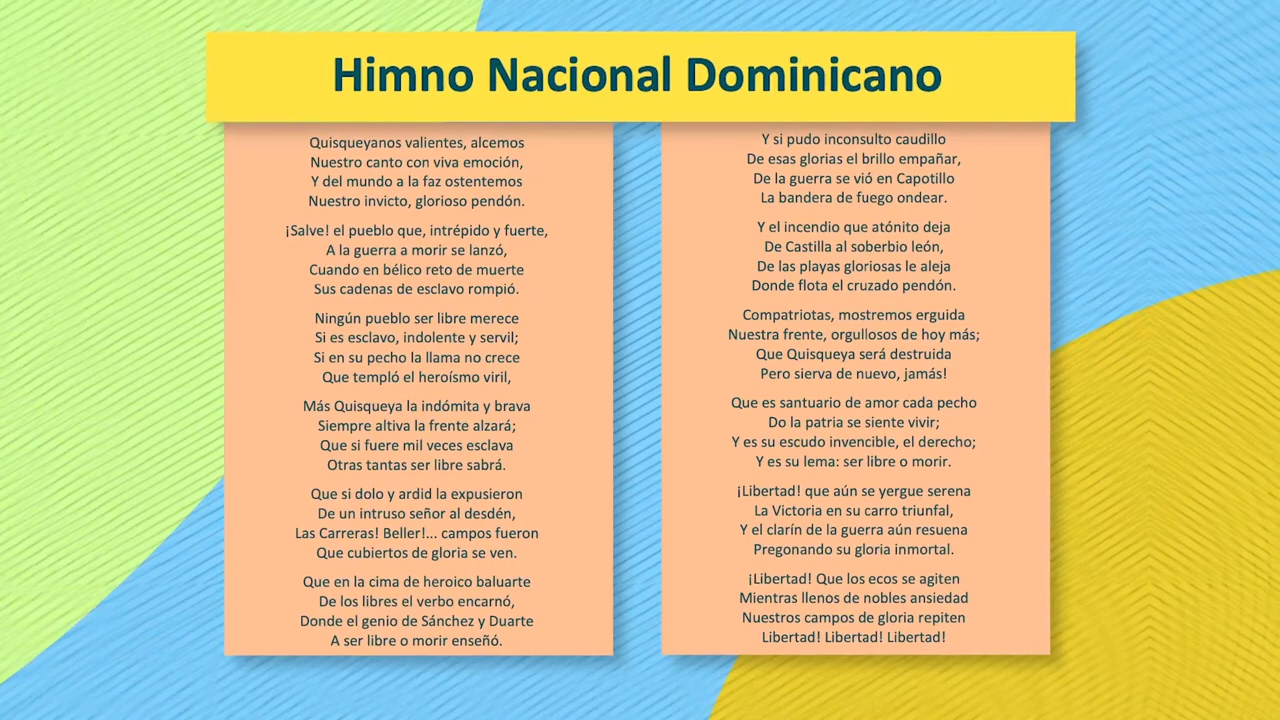 Himno Nacional Dominicano
Quisqueyanos valientes, alcemos
Nuestro canto con viva emoción,
Y del mundo a la faz ostentemos
Nuestro invicto, glorioso pendón.
¡Salve! el pueblo que, intrépido y fuerte,
A la guerra a morir se lanzó,
Cuando en bélico reto de muerte
Sus cadenas de esclavo rompió.
Ningún pueblo ser libre merece
Si es esclavo, indolente y servil;
Si en su pecho la llama no crece
Que templó el heroísmo viril,
Más Quisqueya la indómita y brava
Siempre altiva la frente alzará;
Que si fuere mil veces esclava
Otras tantas ser libre sabrá.
Que si dolo y ardid la expusieron
De un intruso señor al desdén,
Las Carreras! Beller!... campos fueron
Que cubiertos de gloria se ven.
Que en la cima de heroico baluarte
De los libres el verbo encarnó,
Donde el genio de Sánchez y Duarte
A ser libre o morir enseñó.
Y si pudo inconsulto caudillo
De esas glorias el brillo empañar,
De la guerra se vió en Capotillo
La bandera de fuego ondear.
Y el incendio que atónito deja
De Castilla al soberbio león,
De las playas gloriosas le aleja
Donde flota el cruzado pendón.
Compatriotas, mostremos erguida
Nuestra frente, orgullosos de hoy más;
Que Quisqueya será destruida
Pero sierva de nuevo, jamás!
Que es santuario de amor cada pecho
Do la patria se siente vivir;
Y es su escudo invencible, el derecho;
Y es su lema: ser libre o morir.
¡Libertad! que aún se yergue serena
La Victoria en su carro triunfal,
Y el clarín de la guerra aún resuena
Pregonando su gloria inmortal.
¡Libertad! Que los ecos se agiten
Mientras llenos de nobles ansiedad
Nuestros campos de gloria repiten
Libertad! Libertad! Libertad!